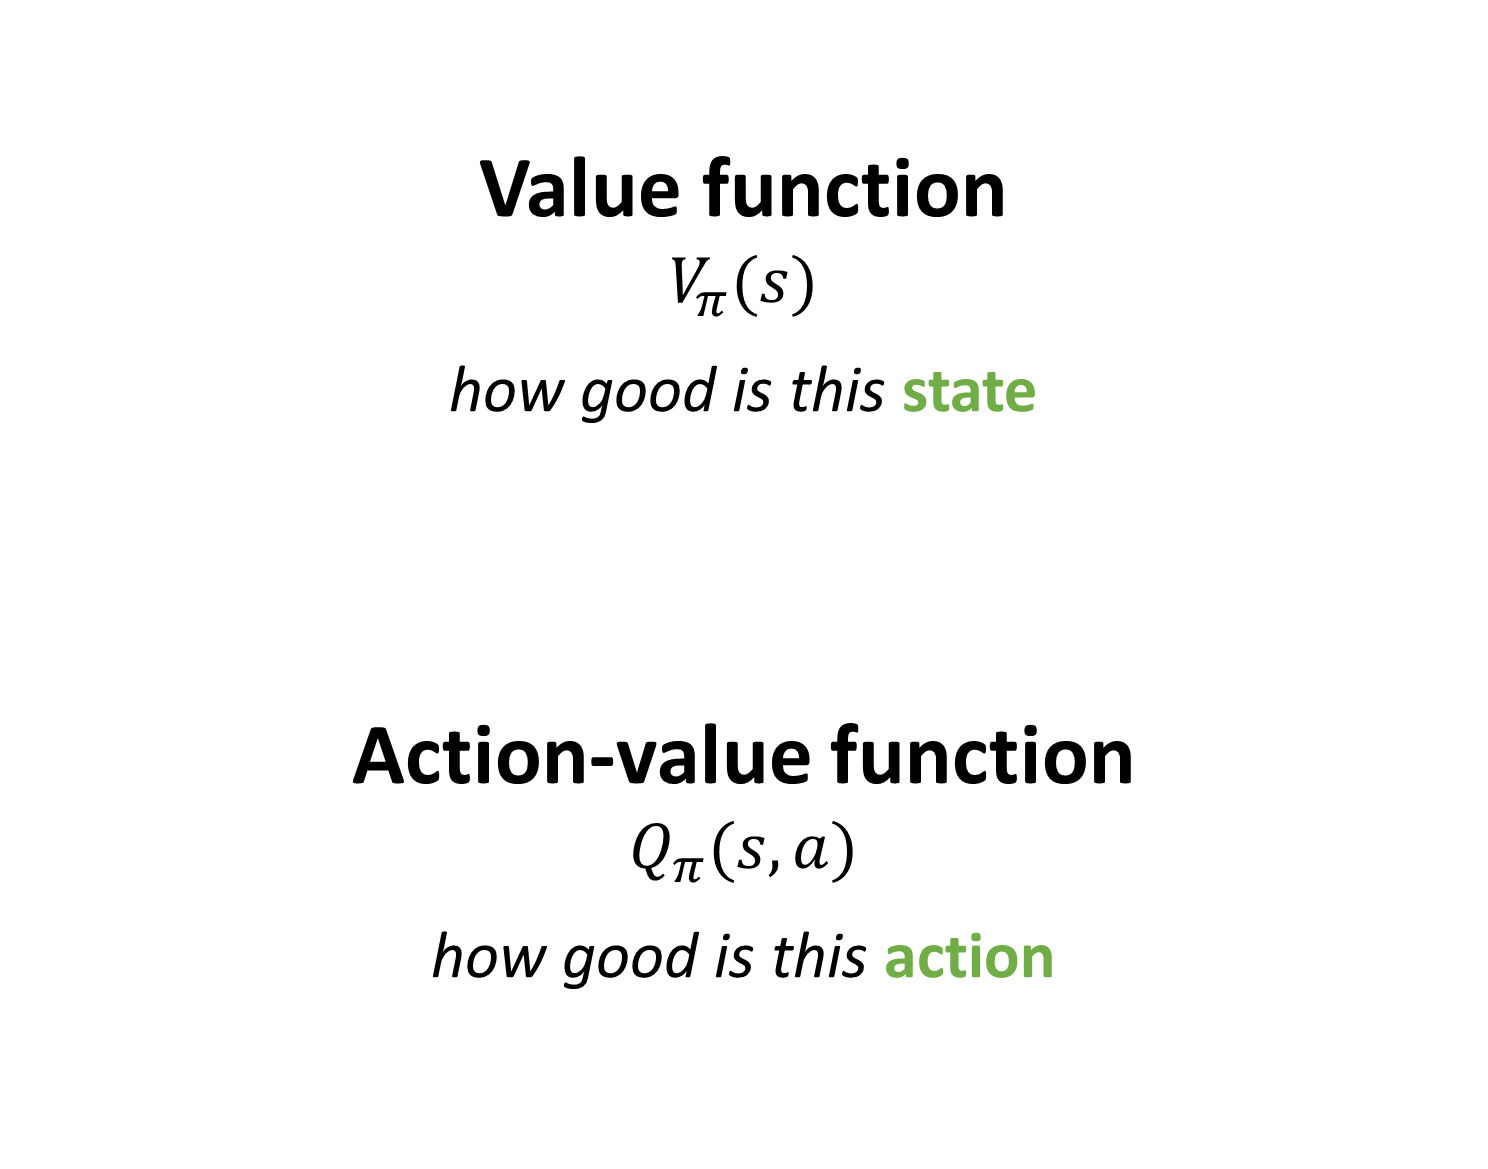 Value function
𝑉𝜋(𝑠)
how good is this state
Action-value function
𝑄𝜋(𝑠, 𝑎)
how good is this action